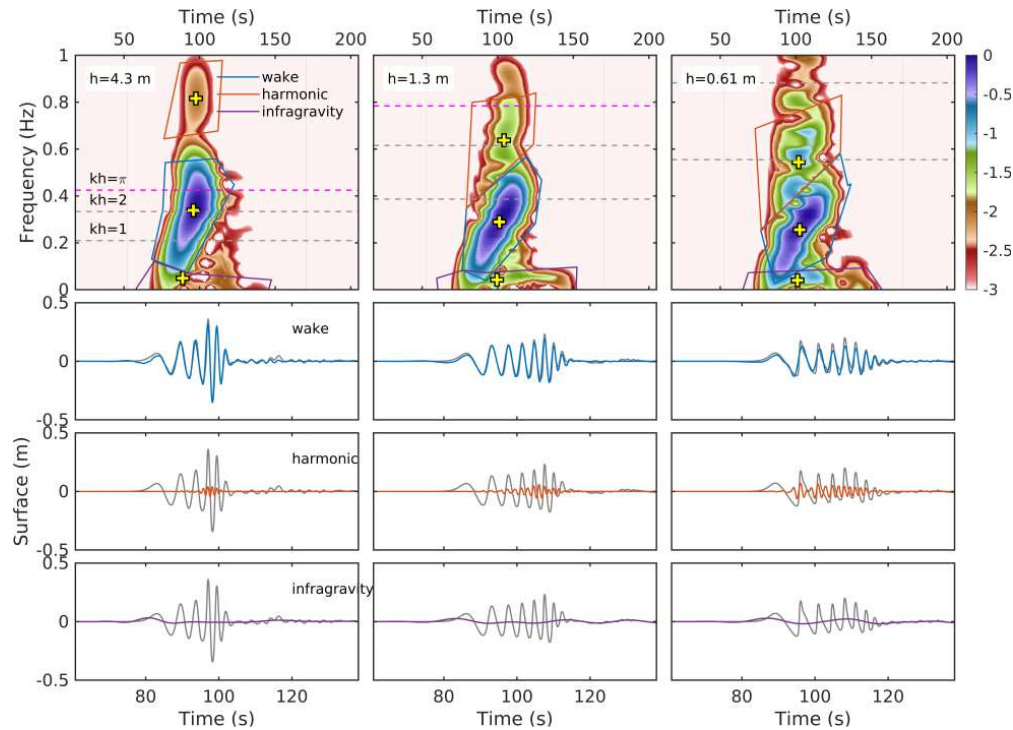 Time (s) Time (s) Time (s)
50 100 150 200 50 100 150 200 50 100 150 200
1 0
h=4.3 m wake h=1.3 m h=0.61 m
harmonic
0.8 infragravity -0.5
-1
0.6
kh=π -1.5
0.4 kh=2
-2
0.2 kh=1
-2.5
0 -3
Frequency (Hz)
0.5
wake
0
-0.5
0.5
harmonic
0
-0.5
0.5
infragravity
0
-0.5
Surface (m)
80 100 120 80 100 120 80 100 120
Time (s) Time (s) Time (s)